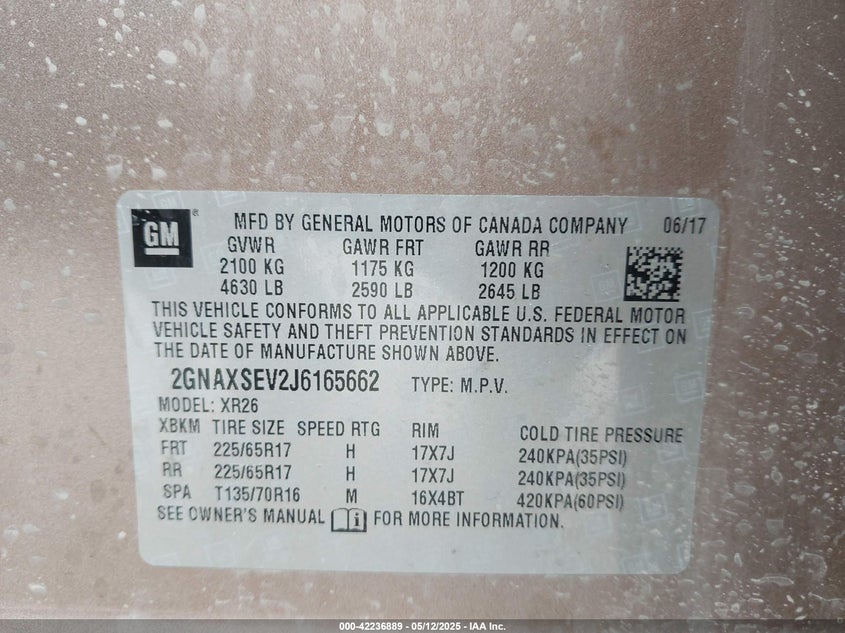 GM ® MFD BY GENERAL MOTORS OF CANADA COMPANY 06/17
GVWR GAWR FRT GAWR RR
2100 KG 1175 KG 1200 KG
4630 LB 2590 LB 2645 LB
THIS VEHICLE CONFORMS TO ALL APPLICABLE U.S. FEDERAL MOTOR
VEHICLE SAFETY AND THEFT PREVENTION STANDARDS IN EFFECT ON
THE DATE OF MANUFACTURE SHOWN ABOVE.
2GNAXSEV2J6165662 TYPE: M.P.V.
MODEL: XR26
XBKM TIRE SIZE SPEED RTG RIM COLD TIRE PRESSURE
FRT 225/65R17 H 17X7J 240KPA(35PSI)
RR 225/65R17 H 17X7J 240KPA(35PSI)
SPA T135/70R16 M 16X4BT 420KPA(60PSI)
SEE OWNER'S MANUAL i FOR MORE INFORMATION.
000-42236889 - 05/12/2025 - IAA Inc.